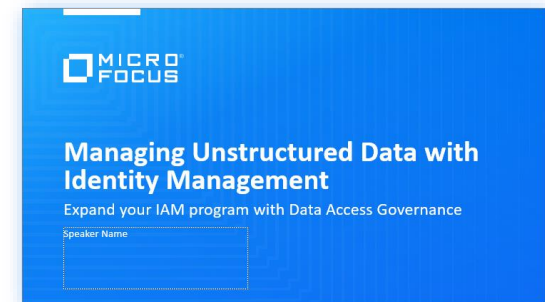 MICRO®
FOCUS
Managing Unstructured Data with
Identity Management
Expand your IAM program with Data Access Governance
Speaker Name